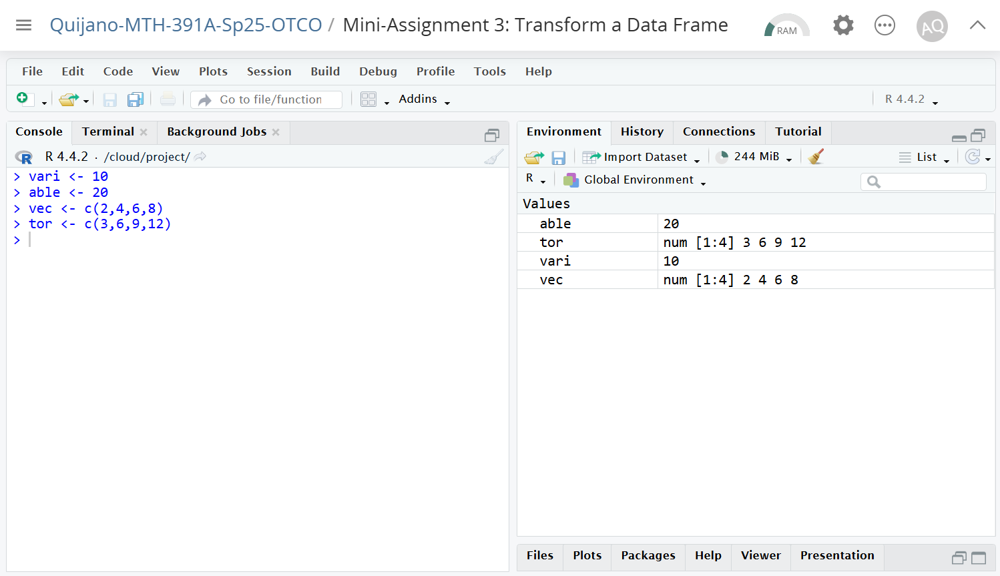 Quijano-MTH-391A-Sp25-OTCO / Mini-Assignment 3: Transform a Data Frame
RAM
AQ
File Edit Code View Plots Session Build Debug Profile Tools Help
Go to file/function Addins R 4.4.2
Console Terminal Background Jobs
R R 4.4.2 · /cloud/project/
> vari <- 10
> able <- 20
> vec <- c(2,4,6,8)
> tor <- c(3,6,9,12)
>
Environment History Connections Tutorial
Import Dataset 244 MiB List
R Global Environment
Values
able 20
tor num [1:4] 3 6 9 12
vari 10
vec num [1:4] 2 4 6 8
Files Plots Packages Help Viewer Presentation